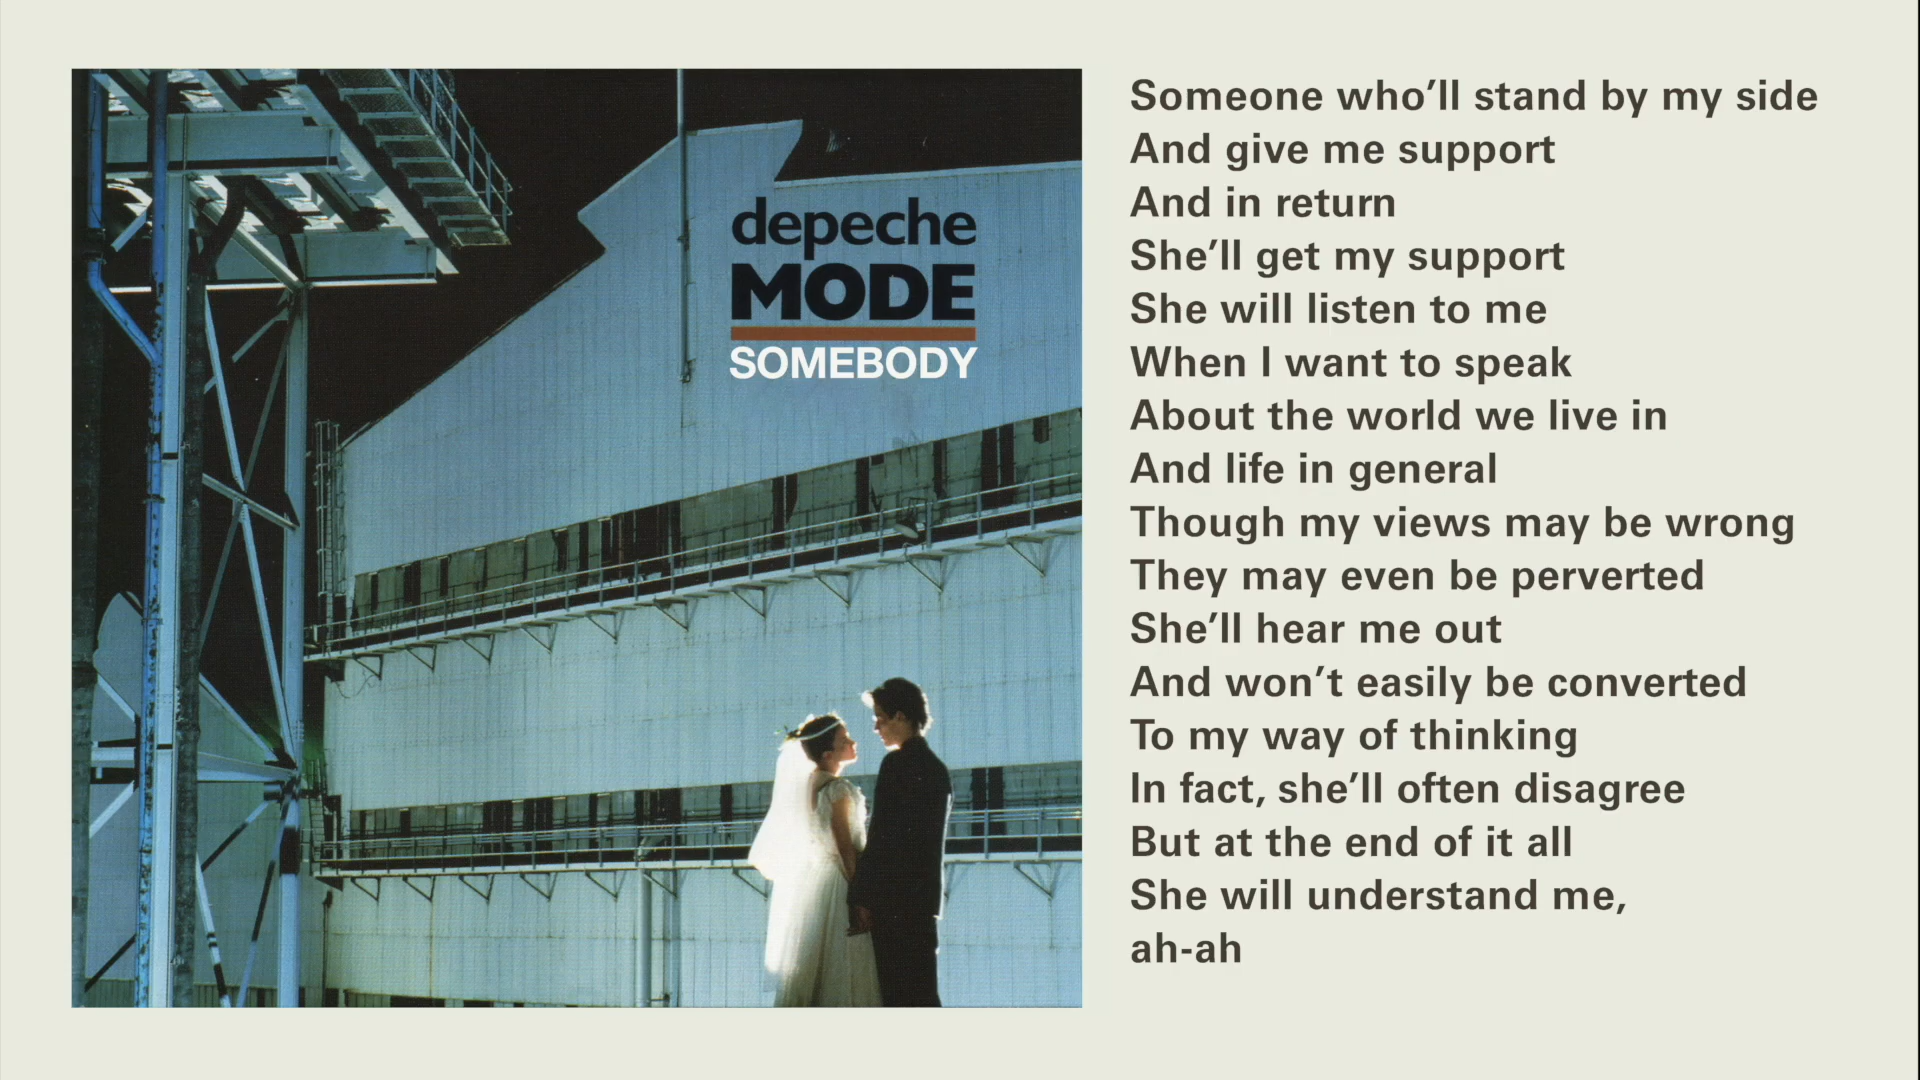 depeche
MODE
SOMEBODY
Someone who’ll stand by my side
And give me support
And in return
She’ll get my support
She will listen to me
When I want to speak
About the world we live in
And life in general
Though my views may be wrong
They may even be perverted
She’ll hear me out
And won’t easily be converted
To my way of thinking
In fact, she’ll often disagree
But at the end of it all
She will understand me,
ah-ah